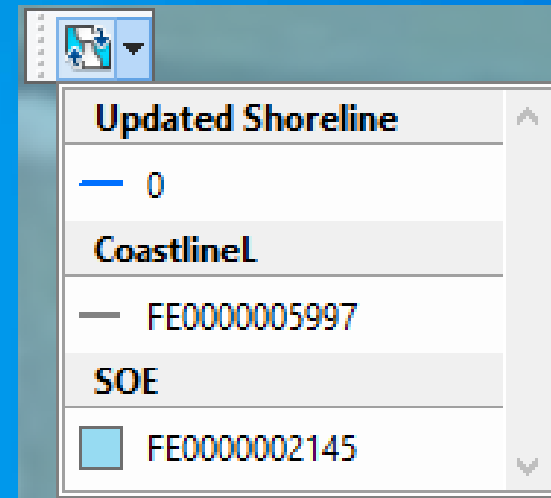 Updated Shoreline
0
CoastlineL
FE0000005997
SOE
FE0000002145